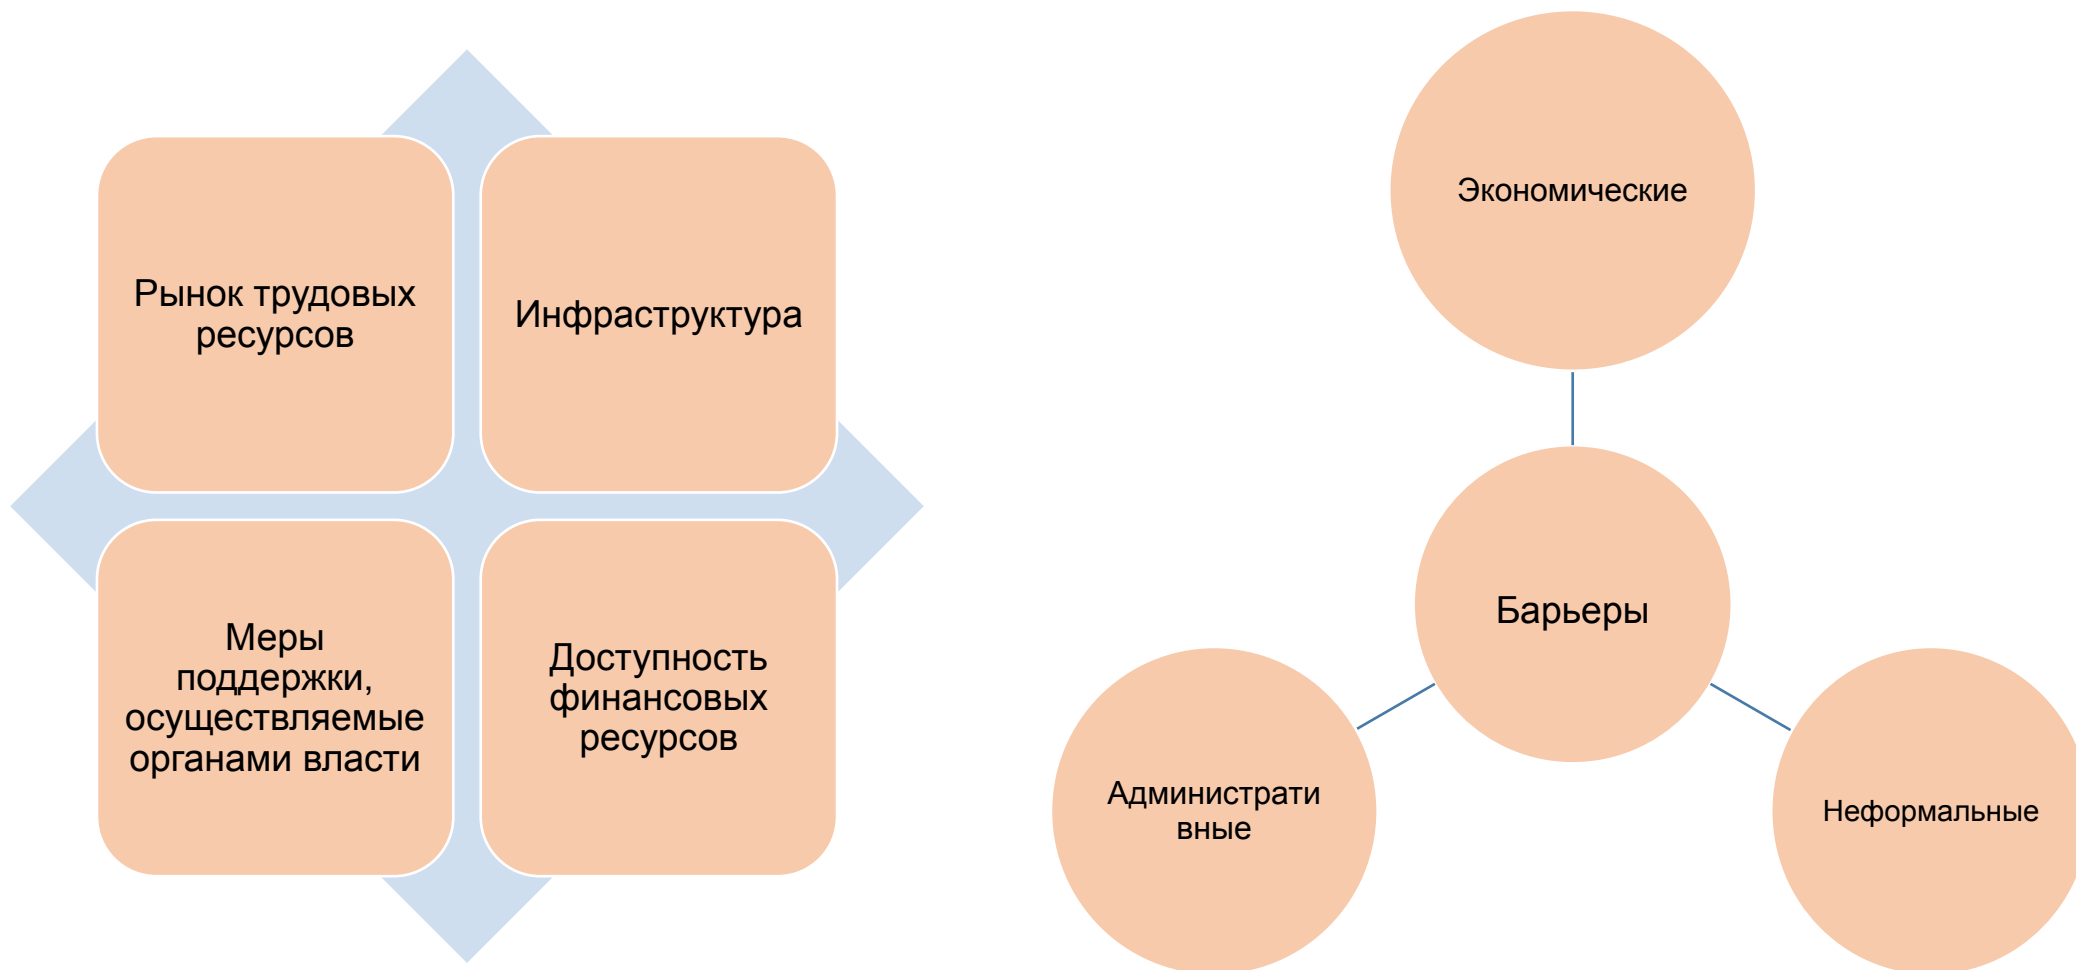 Рынок трудовых
ресурсов
Инфраструктура
Меры
поддержки,
осуществляемые
органами власти
Доступность
финансовых
ресурсов
Экономические
Барьеры
Администрати
вные
Неформальные